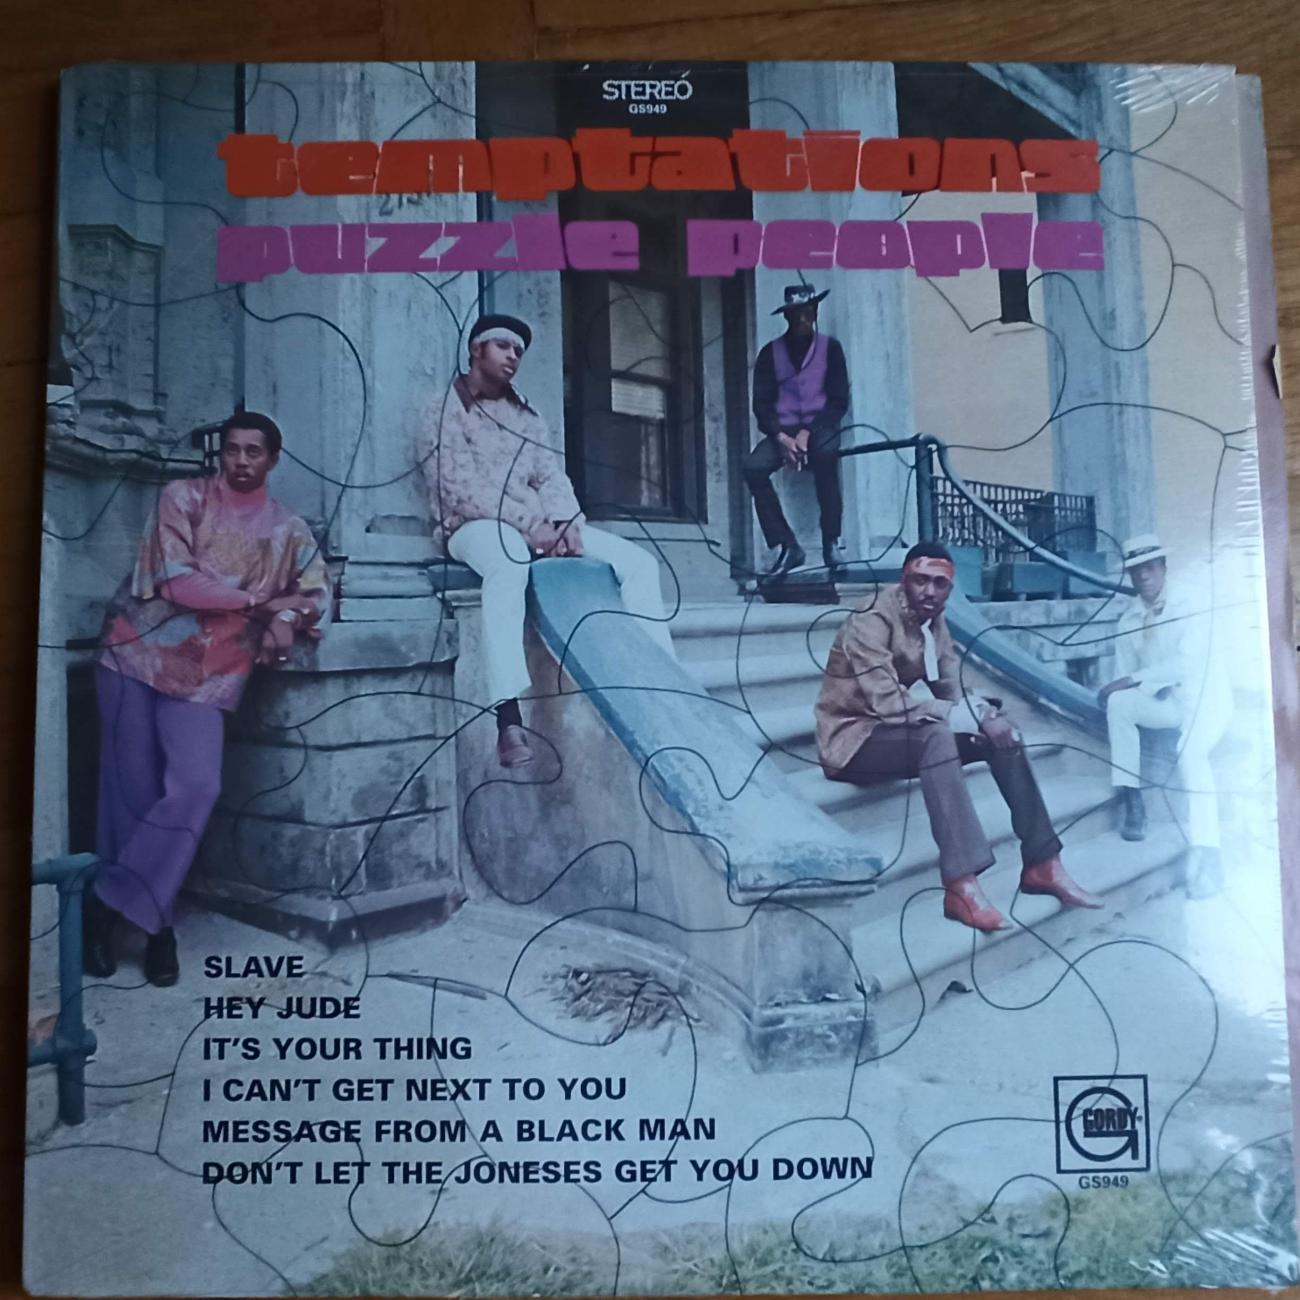 STEREO
GS949
temptations
puzzle people
SLAVE
HEY JUDE
IT'S YOUR THING
I CAN'T GET NEXT TO YOU
MESSAGE FROM A BLACK MAN
DON'T LET THE JONESES GET YOU DOWN
GORDY
GS949